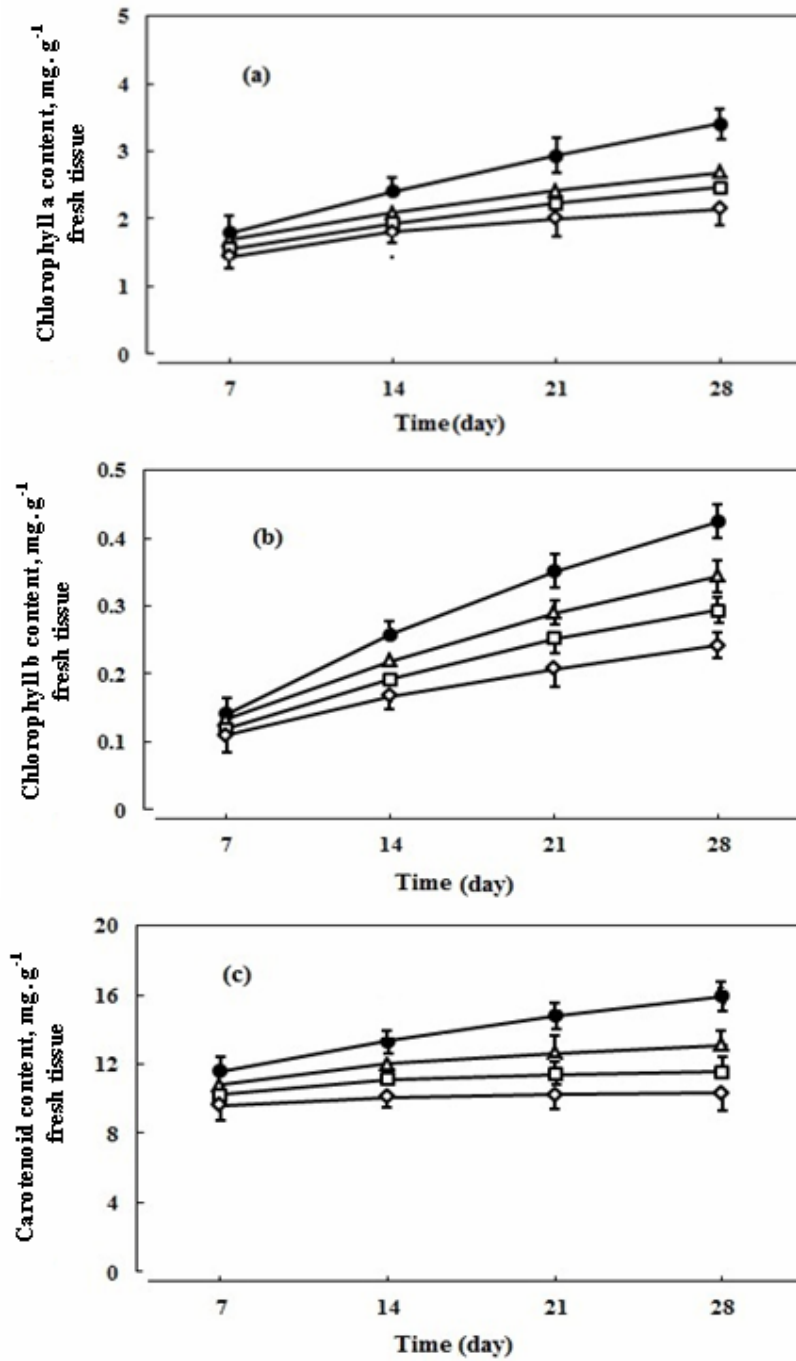 Chlorophyll a content, mg. g-1
fresh tissue
5
4
3
2
1
0
(a)
7 14 21 28
Time (day)
Chlorophyll b content, mg. g-1
fresh tissue
0.5
0.4
0.3
0.2
0.1
0
(b)
7 14 21 28
Time (day)
Carotenoid content, mg. g-1
fresh tissue
20
16
12
8
4
0
(c)
7 14 21 28
Time (day)